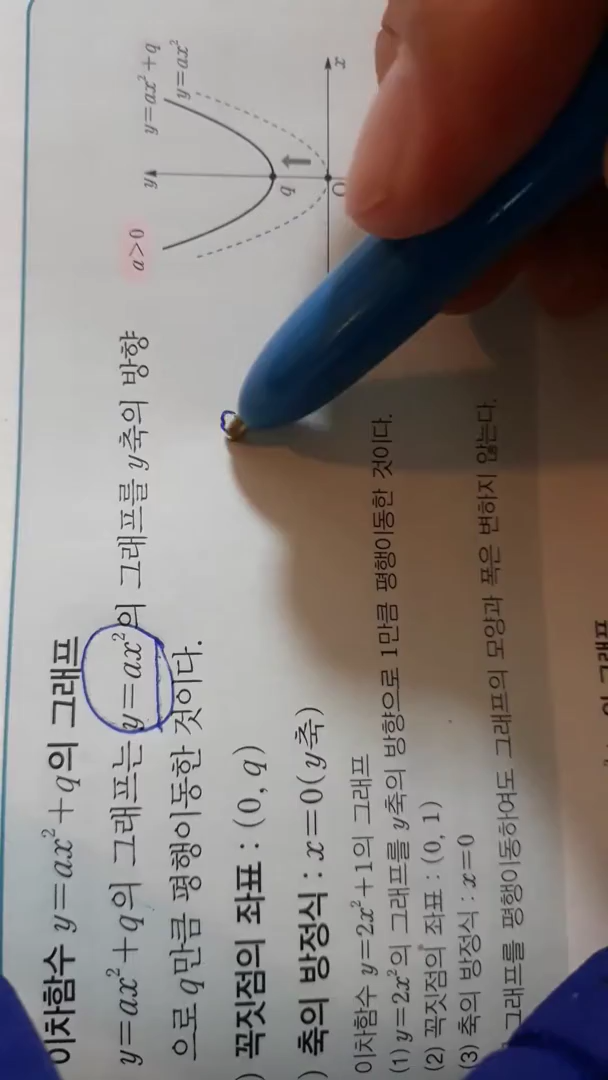 이차함수 y=ax²+q의 그래프
y=ax²+q의 그래프는 y=ax²의 그래프를 y축의 방향
으로 q만큼 평행이동한 것이다.
) 꼭짓점의 좌표 : (0, q)
) 축의 방정식 : x=0(y축)
이차함수 y=2x²+1의 그래프
(1) y=2x²의 그래프를 y축의 방향으로 1만큼 평행이동한 것이다.
(2) 꼭짓점의 좌표 : (0, 1)
(3) 축의 방정식 : x=0
그래프를 평행이동하여도 그래프의 모양과 폭은 변하지 않는다.
a>0
y
y=ax²+q
y=ax²
q
O
x
의 그래프